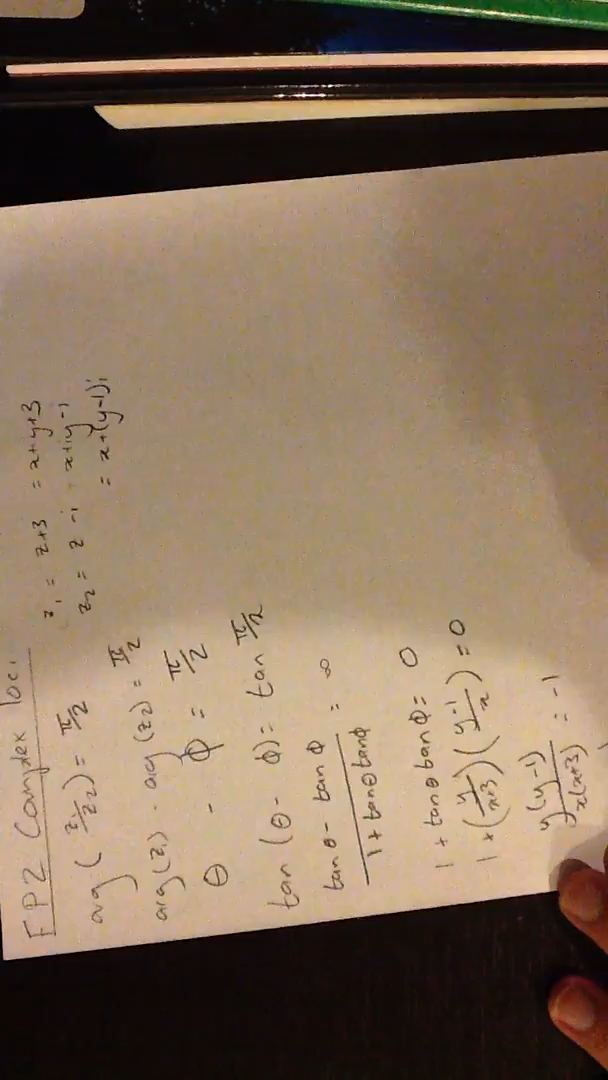 FP2 Complex loci
z₁ = z+3 = x+y+3
z₂ = z-i x+iy-1
= x+(y-1)i
arg(z₁/z₂) = π/2
arg(z₁) - arg(z₂) = π/2
θ - ϕ = π/2
tan(θ - ϕ) = tan π/2
tanθ - tanϕ / 1 + tanθ tanϕ = ∞
1 + tanθ tanϕ = 0
1 + (y/x+3)(y-1/x) = 0
y(y-1)/x(x+3) = -1